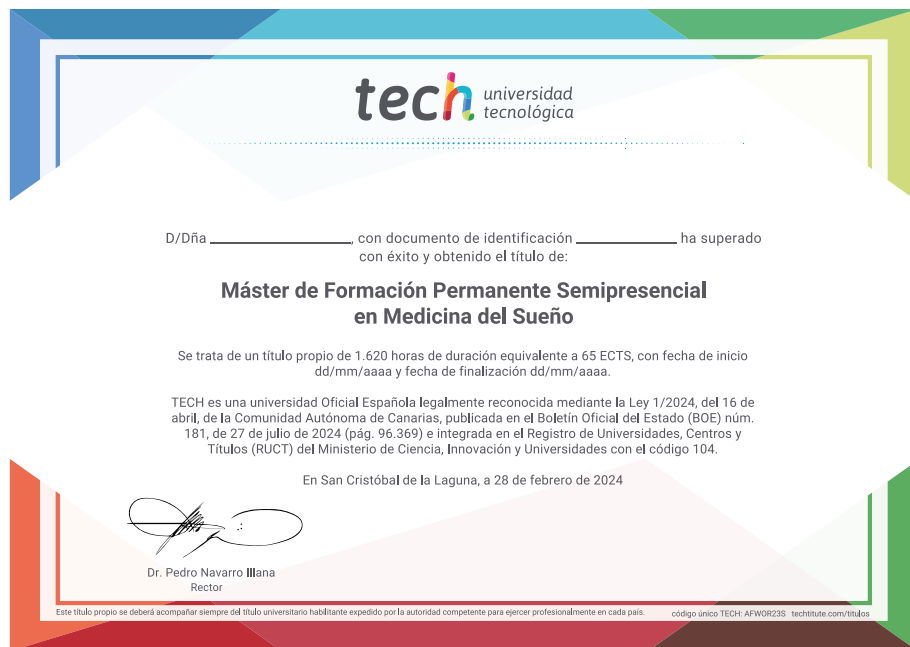 tech universidad
tecnológica
D/Dña ____________________, con documento de identificación ______________ ha superado
con éxito y obtenido el título de:
Máster de Formación Permanente Semipresencial
en Medicina del Sueño
Se trata de un título propio de 1.620 horas de duración equivalente a 65 ECTS, con fecha de inicio
dd/mm/aaaa y fecha de finalización dd/mm/aaaa.
TECH es una universidad Oficial Española legalmente reconocida mediante la Ley 1/2024, del 16 de
abril, de la Comunidad Autónoma de Canarias, publicada en el Boletín Oficial del Estado (BOE) núm.
181, de 27 de julio de 2024 (pág. 96.369) e integrada en el Registro de Universidades, Centros y
Títulos (RUCT) del Ministerio de Ciencia, Innovación y Universidades con el código 104.
En San Cristóbal de la Laguna, a 28 de febrero de 2024
Dr. Pedro Navarro Illana
Rector
Este título propio se deberá acompañar siempre del título universitario habilitante expedido por la autoridad competente para ejercer profesionalmente en cada país. código único TECH: AFWOR23S techtitute.com/titulos